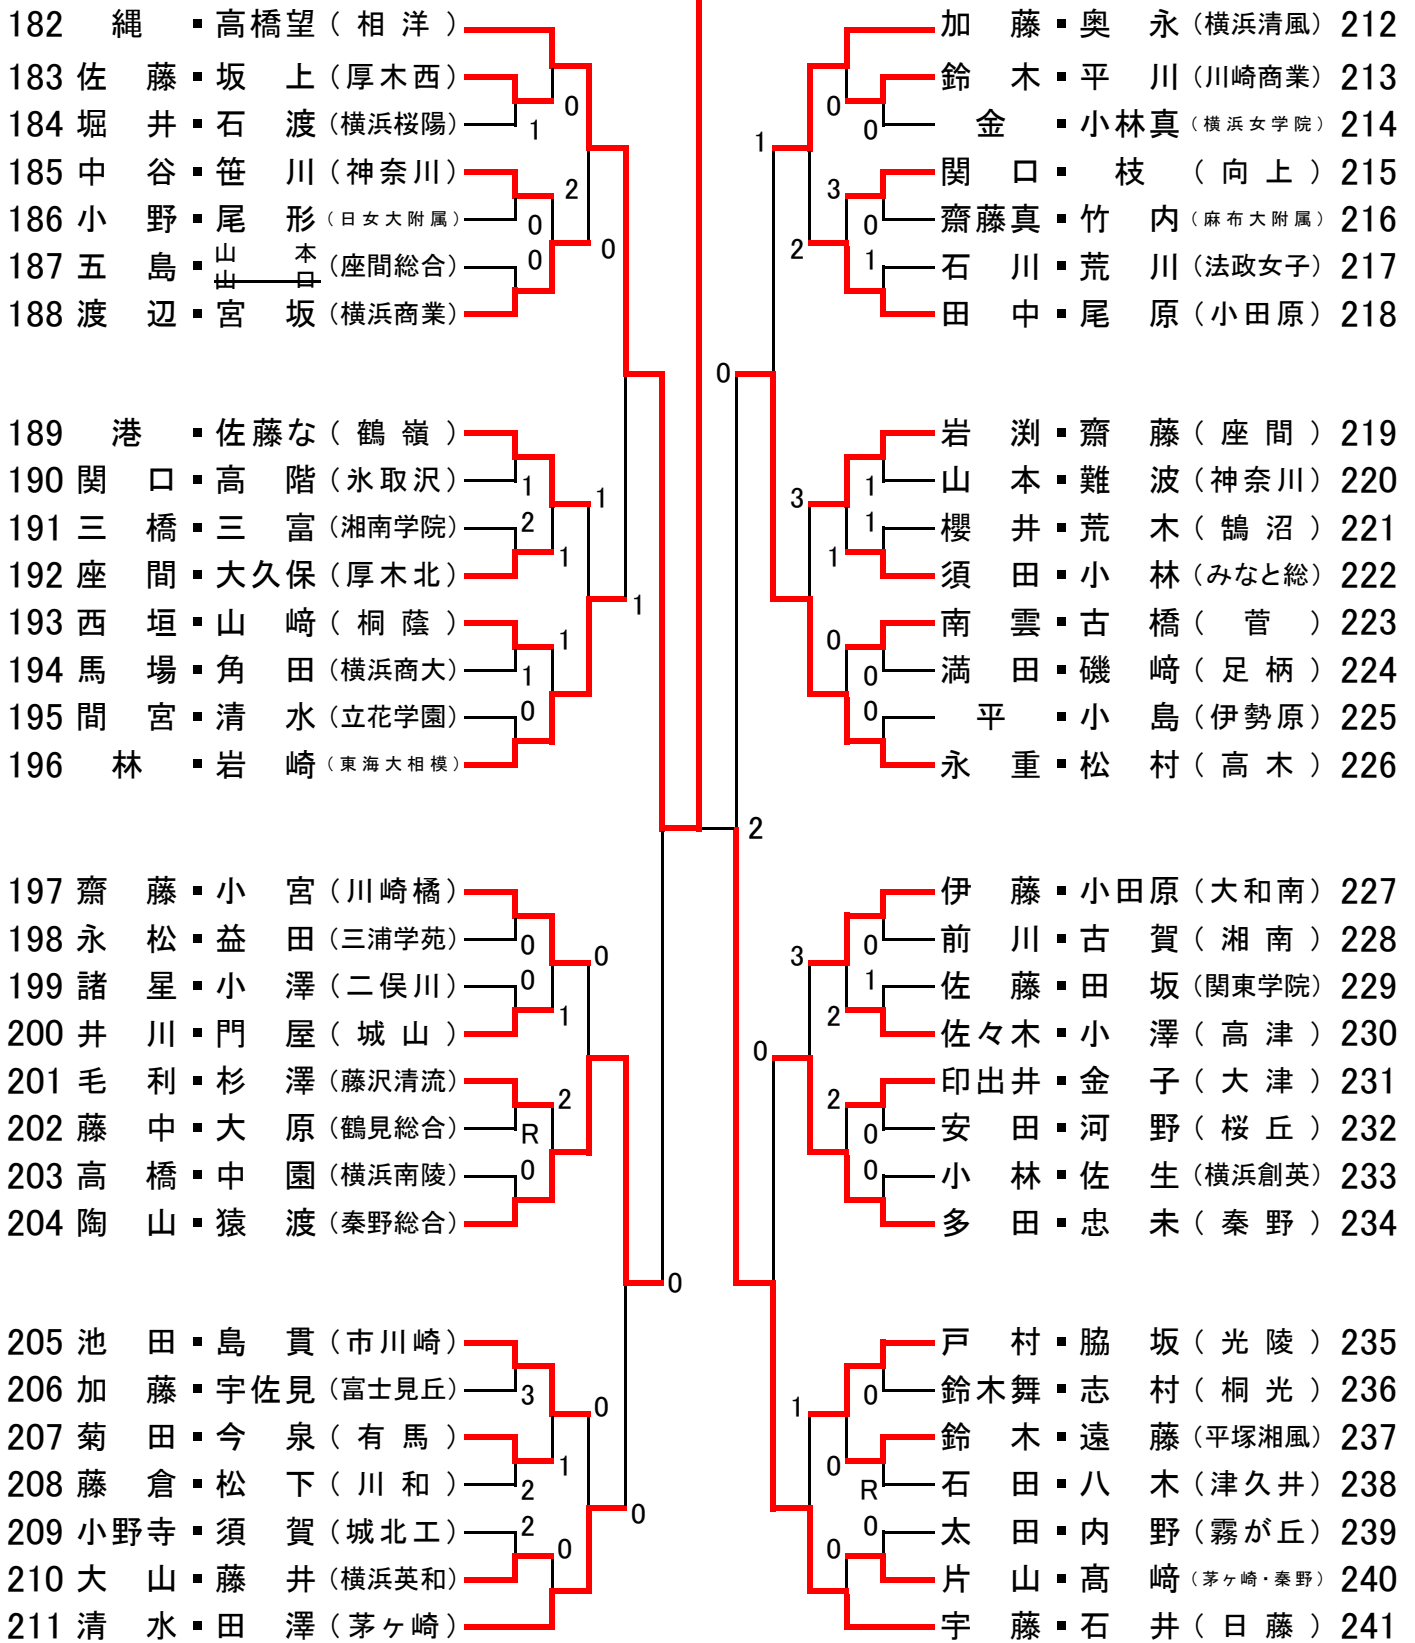 182 縄 ・ 高橋望 ( 相 洋 )
183 佐 藤 ・ 坂 上 (厚木西)
0
184 堀 井 ・ 石 渡 (横浜桜陽)
1
185 中 谷 ・ 笹 川 (神奈川)
2
186 小 野 ・ 尾 形 (日女大附属)
0
187 五 島 ・ 山 本 (座間総合)
山 口
0
0
188 渡 辺 ・ 宮 坂 (横浜商業)
189 港 ・ 佐藤な ( 鶴 嶺 )
190 関 口 ・ 高 階 (氷取沢)
1
1
191 三 橋 ・ 三 富 (湘南学院)
2
192 座 間 ・ 大久保 (厚木北)
1
1
193 西 垣 ・ 山 﨑 ( 桐 蔭 )
1
194 馬 場 ・ 角 田 (横浜商大)
1
195 間 宮 ・ 清 水 (立花学園)
0
196 林 ・ 岩 崎 (東海大相模)
197 齋 藤 ・ 小 宮 (川崎橘)
198 永 松 ・ 益 田 (三浦学苑)
0
0
199 諸 星 ・ 小 澤 (二俣川)
0
200 井 川 ・ 門 屋 ( 城 山 )
1
201 毛 利 ・ 杉 澤 (藤沢清流)
2
202 藤 中 ・ 大 原 (鶴見総合)
R
203 高 橋 ・ 中 園 (横浜南陵)
0
204 陶 山 ・ 猿 渡 (秦野総合)
0
205 池 田 ・ 島 貫 (市川崎)
206 加 藤 ・ 宇佐見 (富士見丘)
3
0
207 菊 田 ・ 今 泉 ( 有 馬 )
1
208 藤 倉 ・ 松 下 ( 川 和 )
2
0
209 小野寺 ・ 須 賀 (城北工)
2
0
210 大 山 ・ 藤 井 (横浜英和)
211 清 水 ・ 田 澤 (茅ヶ崎)
加 藤 ・ 奥 永 (横浜清風) 212
鈴 木 ・ 平 川 (川崎商業) 213
0
金 ・ 小林真 (横浜女学院) 214
0
1
関 口 ・ 枝 ( 向 上 ) 215
3
齋藤真 ・ 竹 内 (麻布大附属) 216
0
2
石 川 ・ 荒 川 (法政女子) 217
1
田 中 ・ 尾 原 (小田原) 218
0
岩 渕 ・ 齋 藤 ( 座 間 ) 219
山 本 ・ 難 波 (神奈川) 220
1
3
櫻 井 ・ 荒 木 ( 鵠 沼 ) 221
1
1
須 田 ・ 小 林 (みなと総) 222
南 雲 ・ 古 橋 ( 菅 ) 223
0
満 田 ・ 磯 﨑 ( 足 柄 ) 224
0
平 ・ 小 島 (伊勢原) 225
0
永 重 ・ 松 村 ( 高 木 ) 226
2
伊 藤 ・ 小田原 (大和南) 227
前 川 ・ 古 賀 ( 湘 南 ) 228
0
3
佐 藤 ・ 田 坂 (関東学院) 229
1
2
佐々木 ・ 小 澤 ( 高 津 ) 230
0
印出井 ・ 金 子 ( 大 津 ) 231
2
安 田 ・ 河 野 ( 桜 丘 ) 232
0
小 林 ・ 佐 生 (横浜創英) 233
0
多 田 ・ 忠 未 ( 秦 野 ) 234
戸 村 ・ 脇 坂 ( 光 陵 ) 235
鈴木舞 ・ 志 村 ( 桐 光 ) 236
0
1
鈴 木 ・ 遠 藤 (平塚湘風) 237
0
石 田 ・ 八 木 (津久井) 238
R
太 田 ・ 内 野 (霧が丘) 239
0
0
片 山 ・ 髙 﨑 (茅ヶ崎・秦野) 240
宇 藤 ・ 石 井 ( 日 藤 ) 241